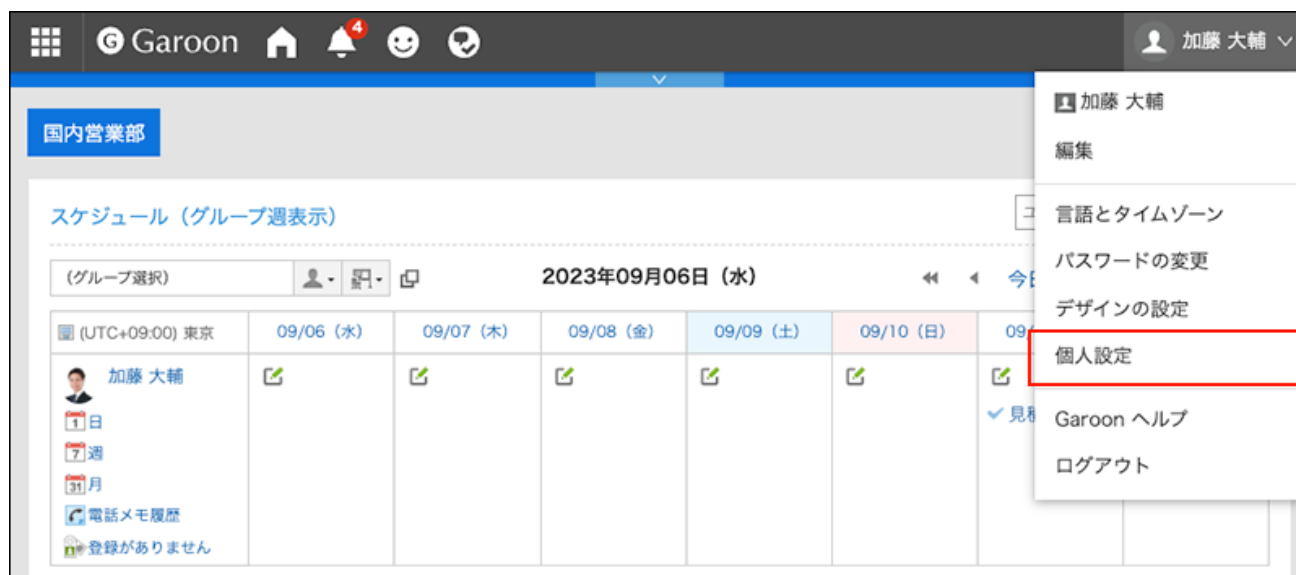 Garoon 4 加藤 大輔
加藤 大輔
編集
言語とタイムゾーン
パスワードの変更
デザインの設定
個人設定
Garoon ヘルプ
ログアウト
国内営業部
スケジュール（グループ週表示）
(グループ選択) 2023年09月06日（水）
(UTC+09:00) 東京 09/06（水） 09/07（木） 09/08（金） 09/09（土） 09/10（日）
加藤 大輔
1 日
7 週
31 月
電話メモ履歴
登録がありません